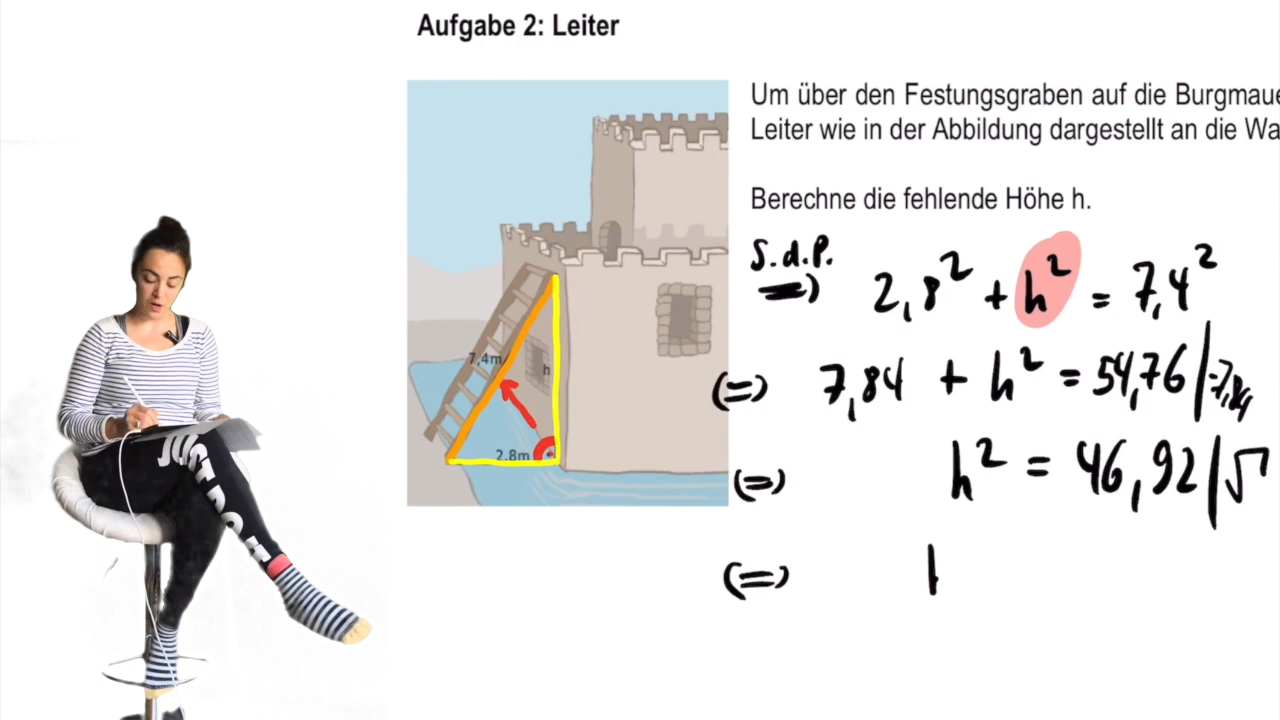 Aufgabe 2: Leiter
Um über den Festungsgraben auf die Burgmaue
Leiter wie in der Abbildung dargestellt an die Wa
Berechne die fehlende Höhe h.
7,4m
h
2.8m
S.d.P.
=> 2,8² + h² = 7,4²
(=) 7,84 + h² = 54,76 |-7,84
(=) h² = 46,92 |√
(=)